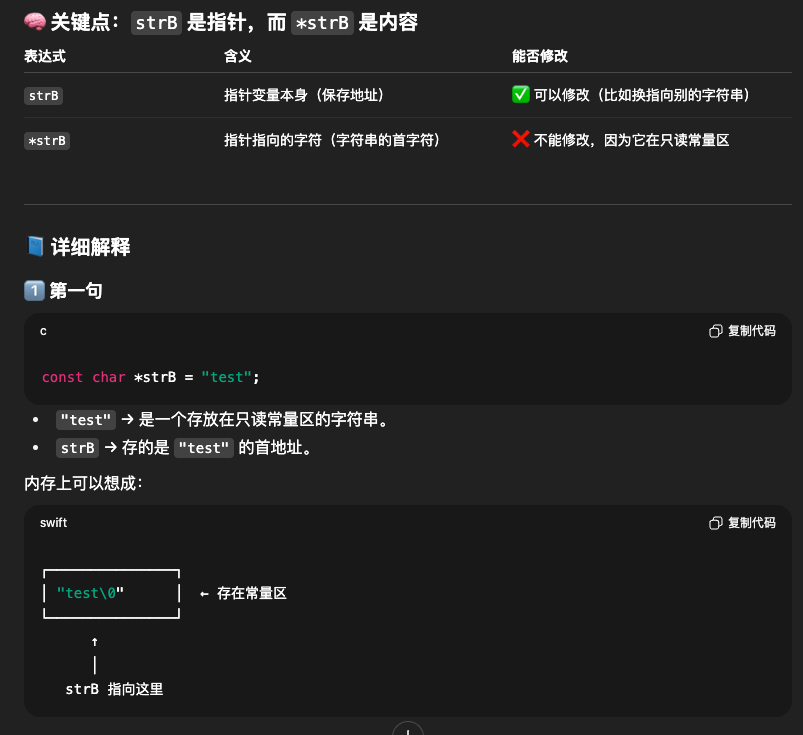 🧠 关键点：strB 是指针，而 *strB 是内容
表达式 含义 能否修改
strB 指针变量本身（保存地址） ✅ 可以修改（比如换指向别的字符串）
*strB 指针指向的字符（字符串的首字符） ❌ 不能修改，因为它在只读常量区
📘 详细解释
1️⃣ 第一句
c 复制代码
const char *strB = "test";
• "test" → 是一个存放在只读常量区的字符串。
• strB → 存的是 "test" 的首地址。
内存上可以想成：
swift 复制代码
"test\0" ← 存在常量区
↑
strB 指向这里